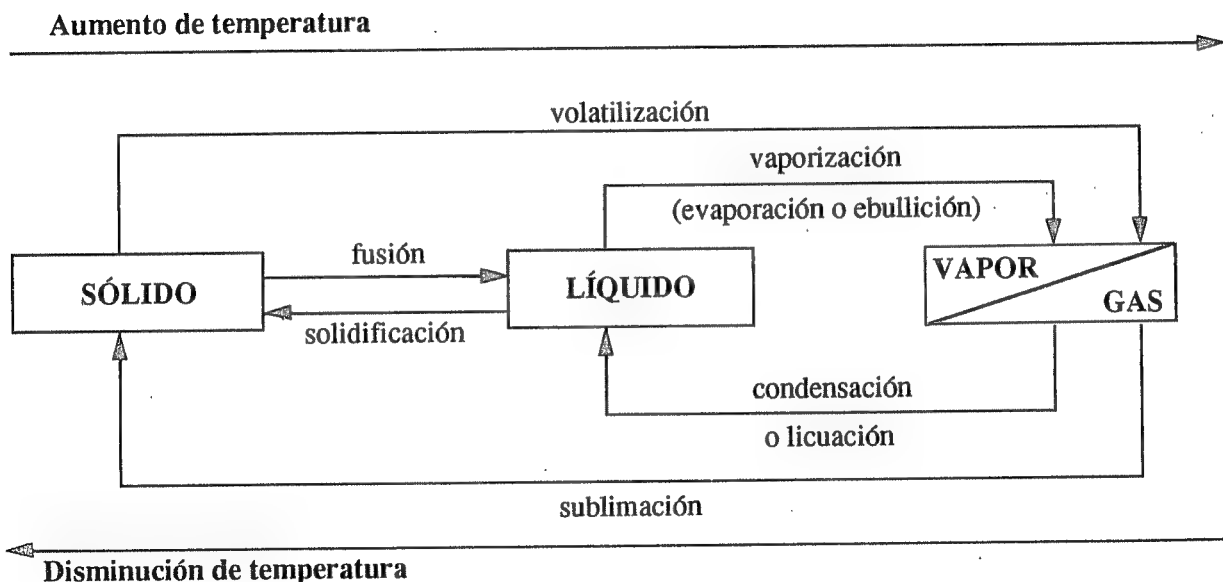 Aumento de temperatura
volatilización
vaporización
(evaporación o ebullición)
fusión
SÓLIDO
LÍQUIDO
VAPOR
GAS
solidificación
condensación
o licuación
sublimación
Disminución de temperatura